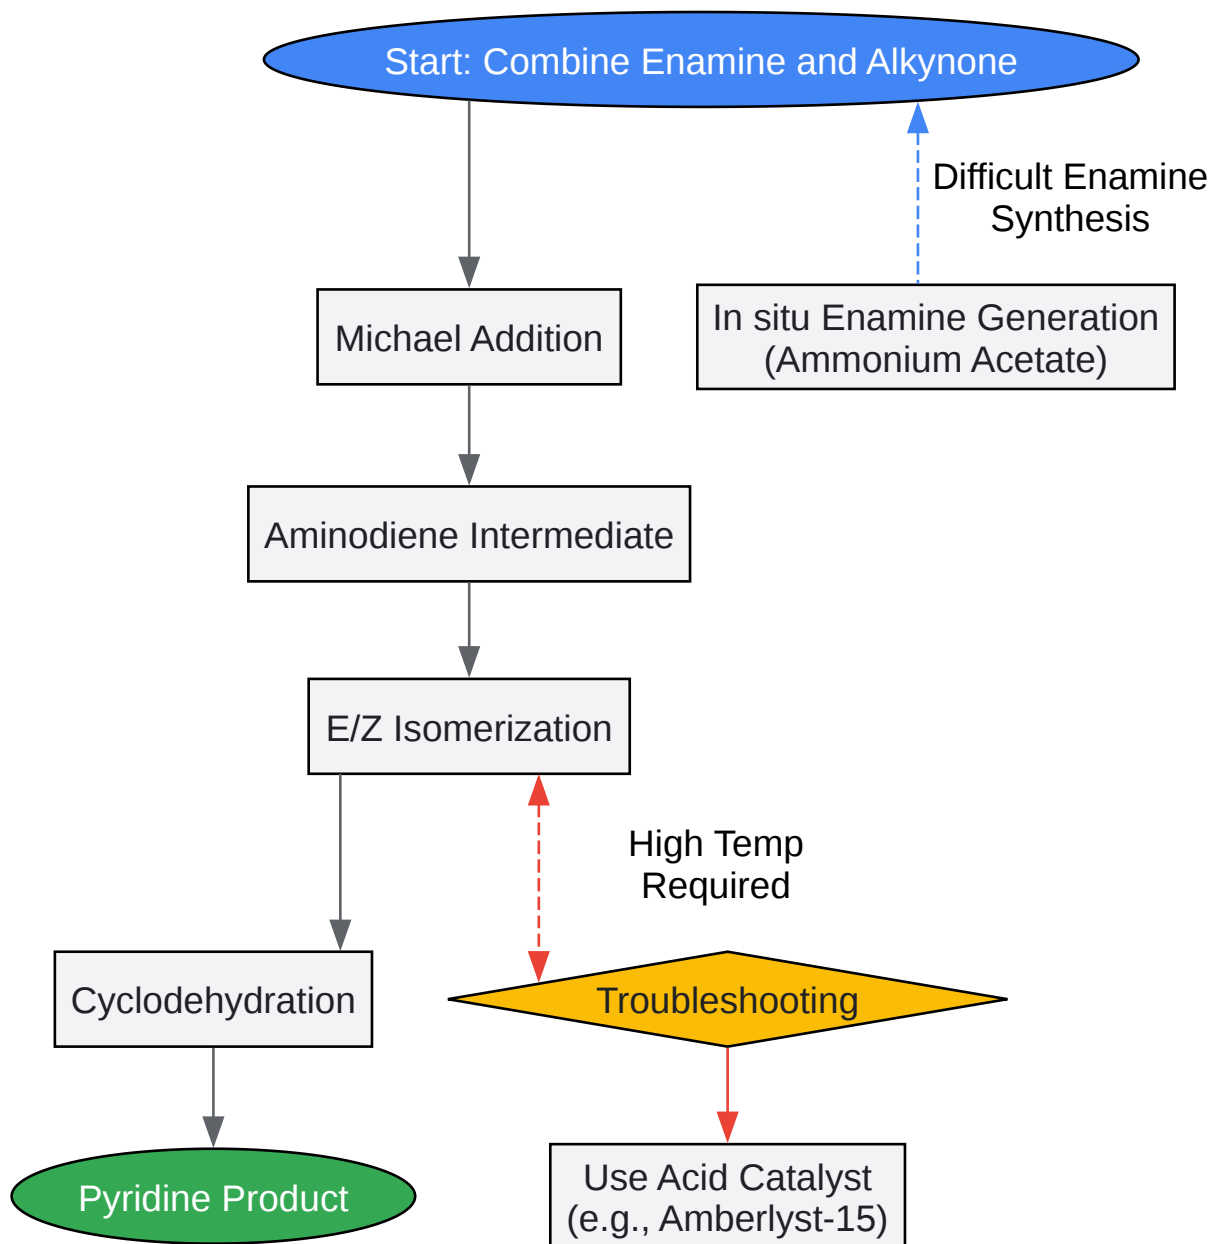 Start: Combine Enamine and Alkynone
Difficult Enamine
Synthesis
Michael Addition
In situ Enamine Generation
(Ammonium Acetate)
Aminodiene Intermediate
E/Z Isomerization
High Temp
Required
Cyclodehydration
Troubleshooting
Pyridine Product
Use Acid Catalyst
(e.g., Amberlyst-15)